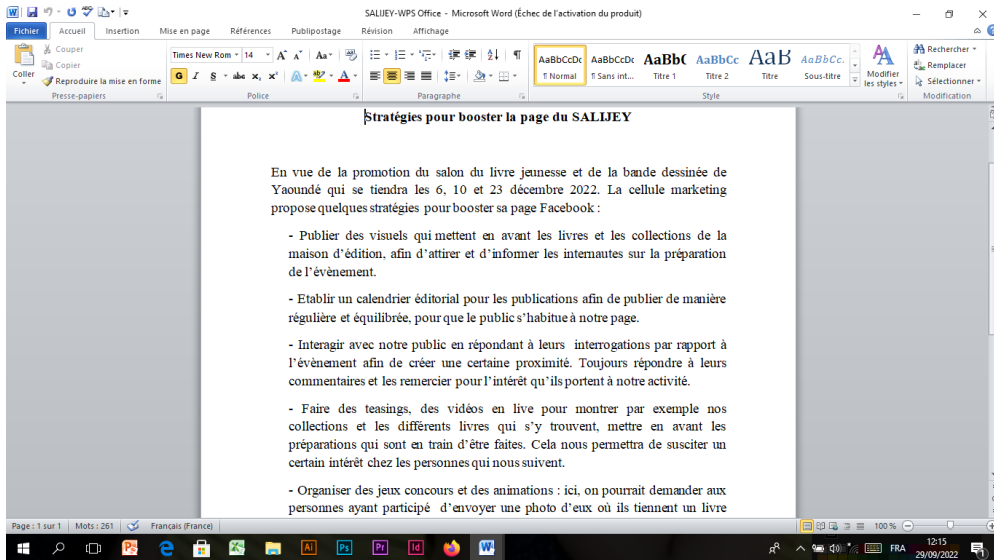 SALIJEY-WPS Office - Microsoft Word (Échec de l'activation du produit)
Fichier Accueil Insertion Mise en page Références Publipostage Révision Affichage
Coller
Couper
Copier
Reproduire la mise en forme
Presse-papiers
Times New Rom 14
G I S abc x₂ x² A A
Police
Paragraphe
AaBbCcDc AaBbCcDc AaBbC AaBbCc AaB AaBbCc.
¶ Normal ¶ Sans int... Titre 1 Titre 2 Titre Sous-titre
Modifier
les styles
Style
Rechercher
Remplacer
Sélectionner
Modification
Stratégies pour booster la page du SALIJEY
En vue de la promotion du salon du livre jeunesse et de la bande dessinée de
Yaoundé qui se tiendra les 6, 10 et 23 décembre 2022. La cellule marketing
propose quelques stratégies pour booster sa page Facebook :
- Publier des visuels qui mettent en avant les livres et les collections de la
maison d'édition, afin d'attirer et d'informer les internautes sur la préparation
de l'évènement.
- Etablir un calendrier éditorial pour les publications afin de publier de manière
régulière et équilibrée, pour que le public s'habitue à notre page.
- Interagir avec notre public en répondant à leurs interrogations par rapport à
l'évènement afin de créer une certaine proximité. Toujours répondre à leurs
commentaires et les remercier pour l'intérêt qu'ils portent à notre activité.
- Faire des teasings, des vidéos en live pour montrer par exemple nos
collections et les différents livres qui s'y trouvent, mettre en avant les
préparations qui sont en train d'être faites. Cela nous permettra de susciter un
certain intérêt chez les personnes qui nous suivent.
- Organiser des jeux concours et des animations : ici, on pourrait demander aux
personnes ayant participé d'envoyer une photo d'eux où ils tiennent un livre
Page : 1 sur 1 Mots : 261 Français (France) 100 %
Ai Ps Pr Id W FRA
12:15
29/09/2022